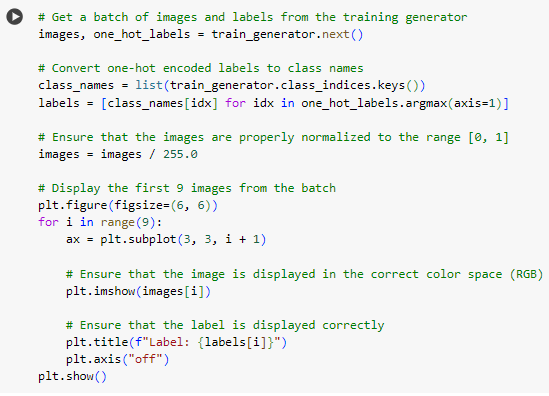 # Get a batch of images and labels from the training generator
images, one_hot_labels = train_generator.next()

# Convert one-hot encoded labels to class names
class_names = list(train_generator.class_indices.keys())
labels = [class_names[idx] for idx in one_hot_labels.argmax(axis=1)]

# Ensure that the images are properly normalized to the range [0, 1]
images = images / 255.0

# Display the first 9 images from the batch
plt.figure(figsize=(6, 6))
for i in range(9):
    ax = plt.subplot(3, 3, i + 1)

    # Ensure that the image is displayed in the correct color space (RGB)
    plt.imshow(images[i])

    # Ensure that the label is displayed correctly
    plt.title(f"Label: {labels[i]}")
    plt.axis("off")
plt.show()